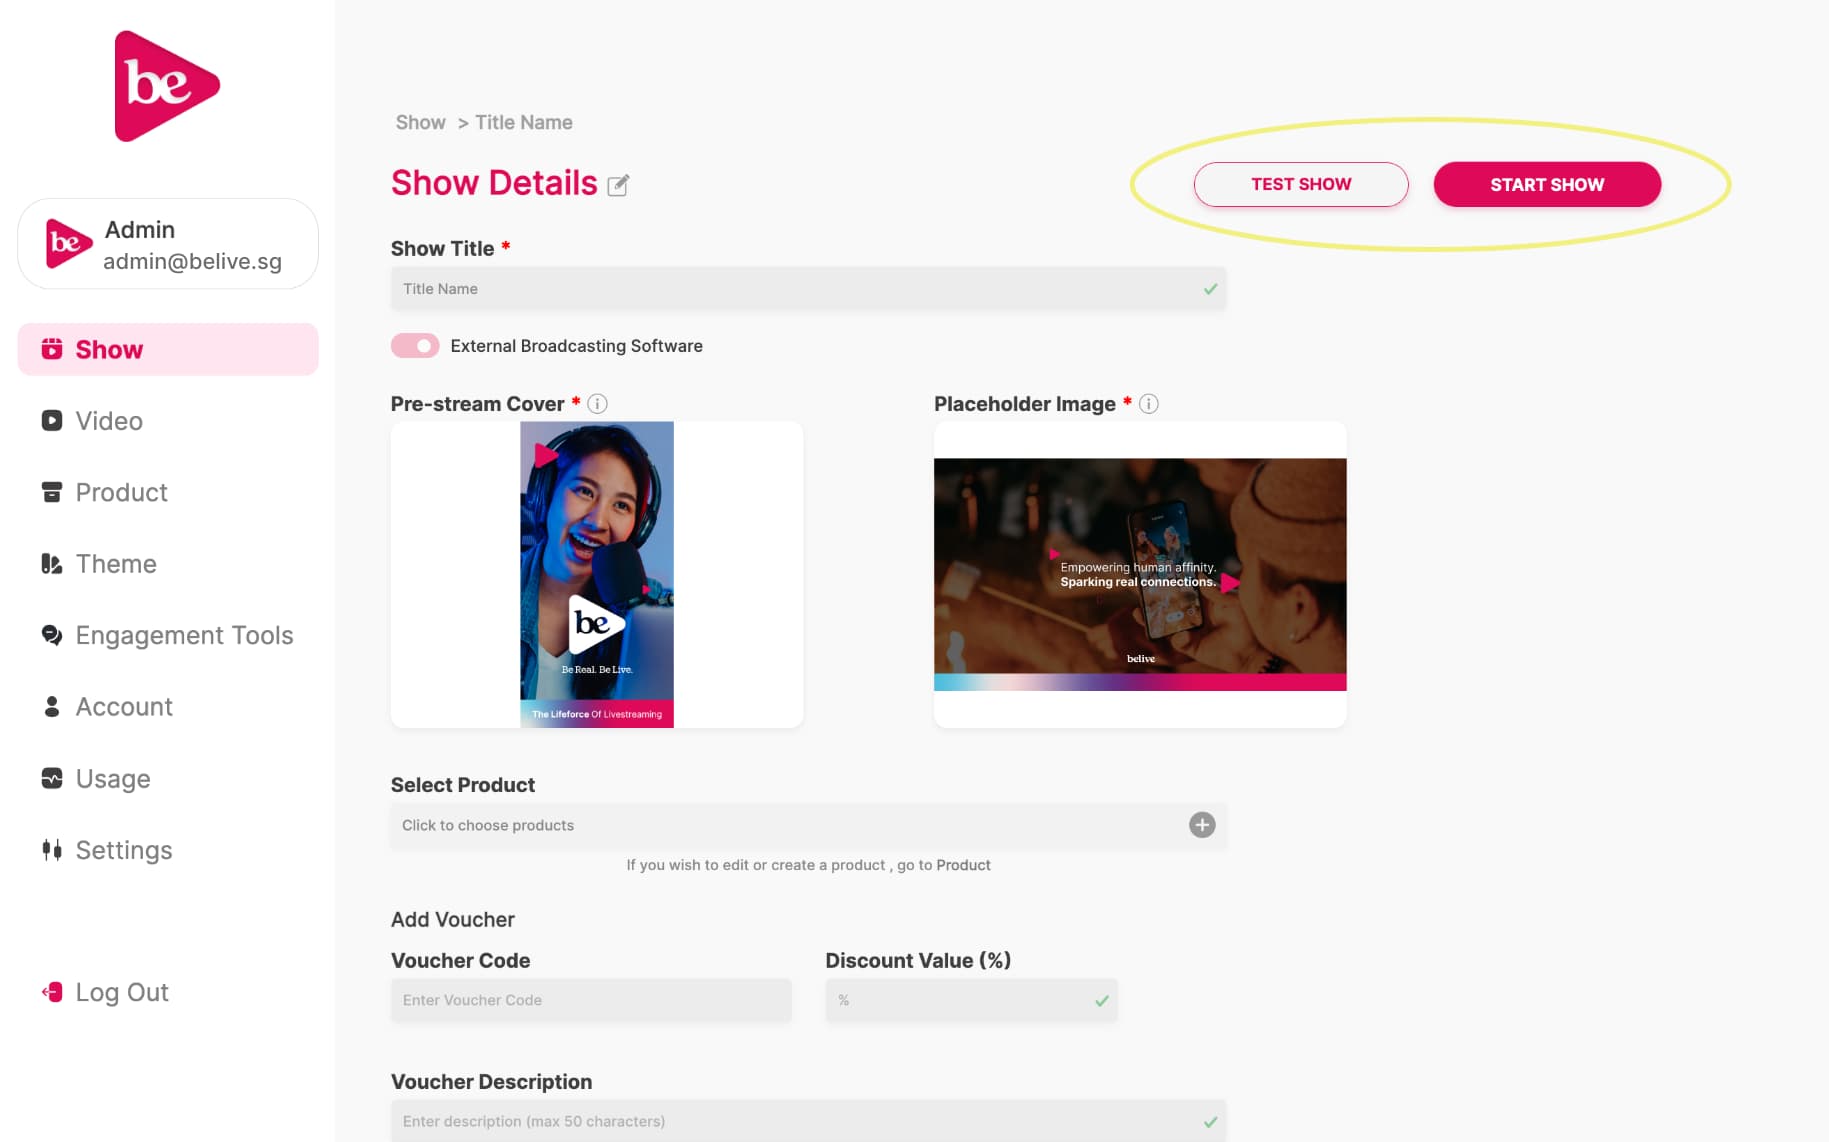 be
be
Admin
admin@belive.sg
Show
Video
Product
Theme
Engagement Tools
Account
Usage
Settings
Log Out
Show > Title Name
Show Details
TEST SHOW
START SHOW
Show Title *
Title Name
External Broadcasting Software
Pre-stream Cover *
be
Be Real. Be Live.
The Lifeforce Of Livestreaming
Placeholder Image *
Empowering human affinity.
Sparking real connections.
belive
Select Product
Click to choose products
If you wish to edit or create a product , go to Product
Add Voucher
Voucher Code
Enter Voucher Code
Discount Value (%)
%
Voucher Description
Enter description (max 50 characters)